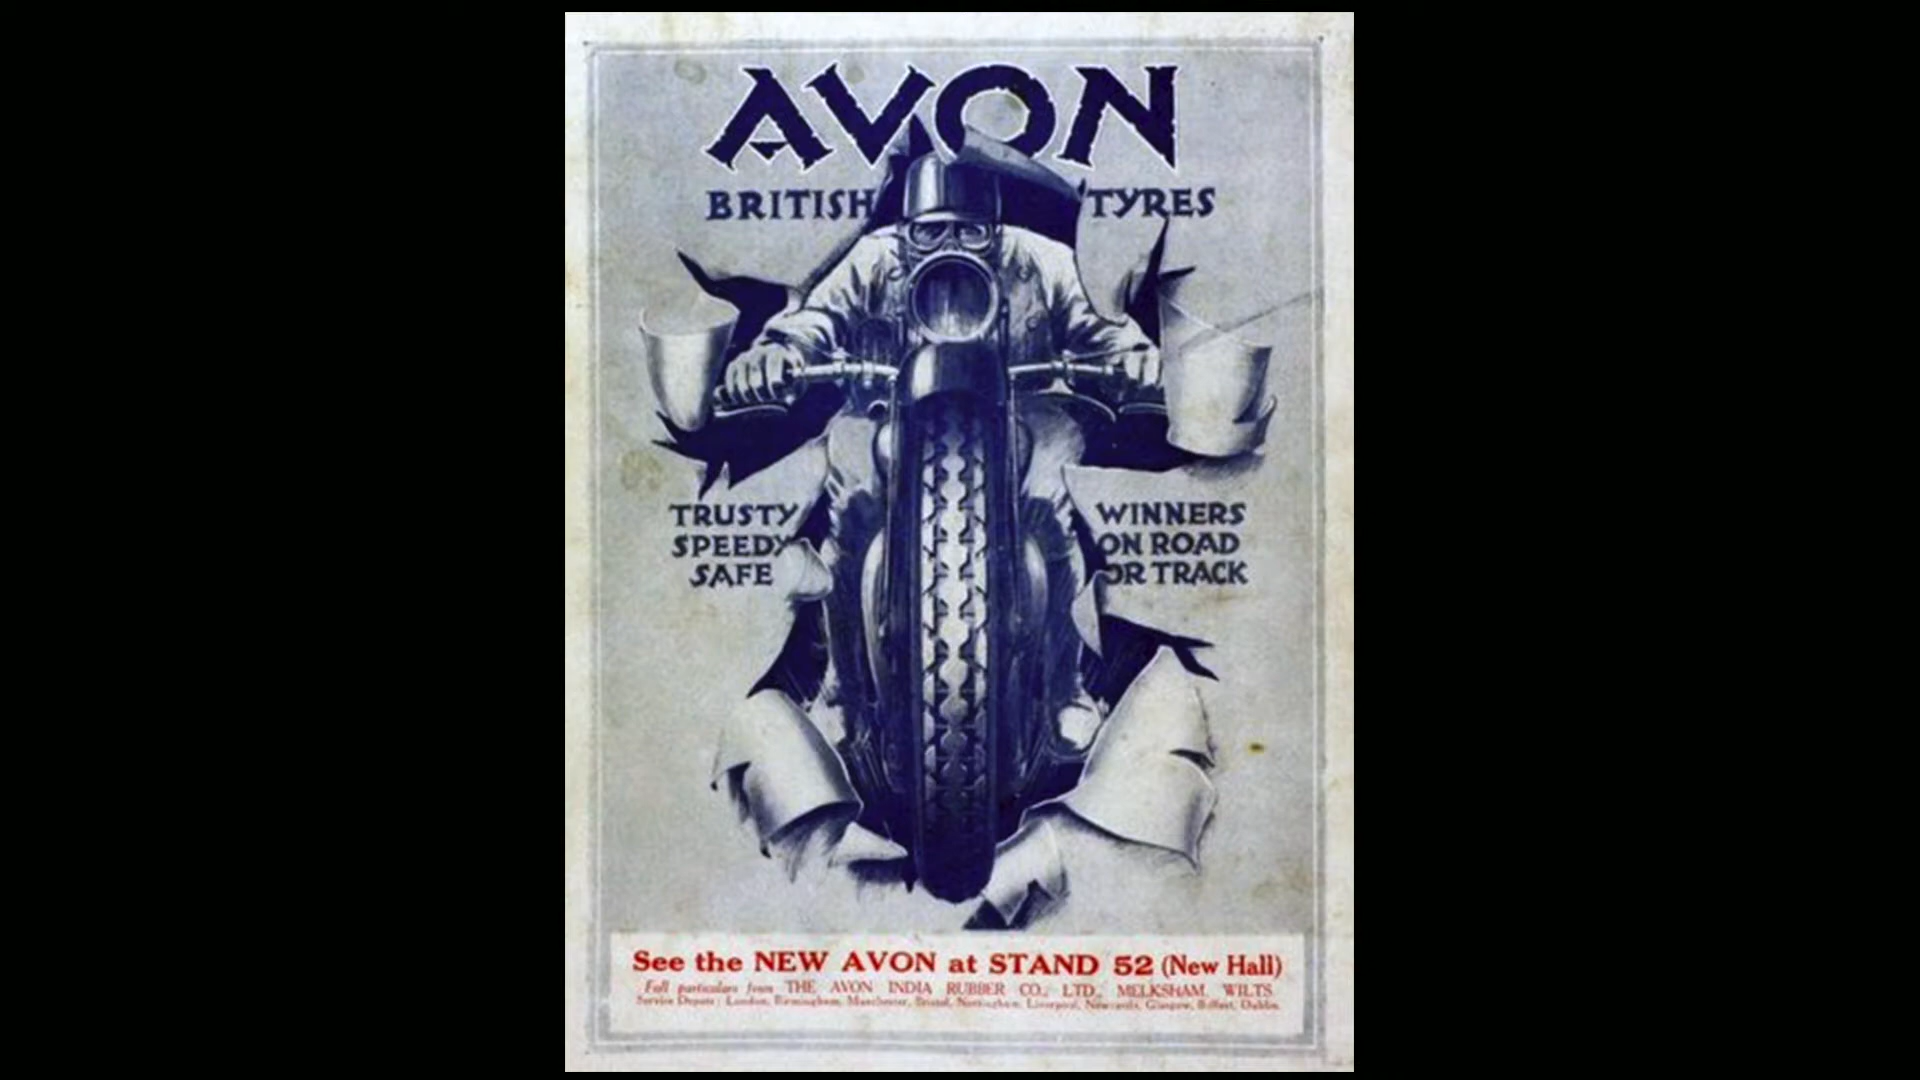 AVON
BRITISH TYRES
TRUSTY
SPEEDY
SAFE
WINNERS
ON ROAD
OR TRACK
See the NEW AVON at STAND 52 (New Hall)
Full particulars from THE AVON INDIA RUBBER CO., LTD., MELKSHAM, WILTS.
Service Depots: London, Birmingham, Manchester, Bristol, Nottingham, Liverpool, Newcastle, Glasgow, Belfast, Dublin.